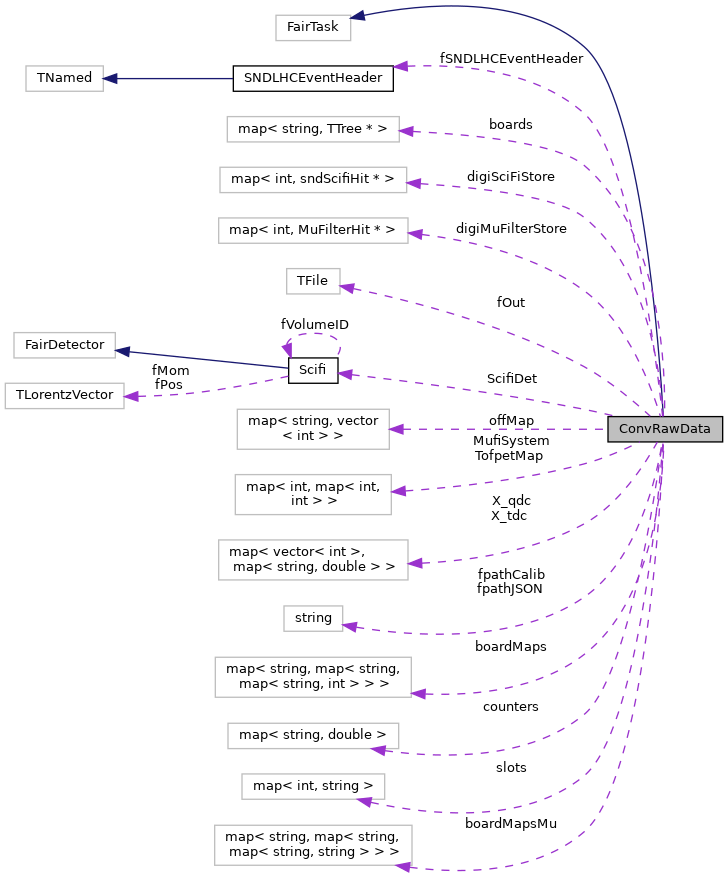 FairTask
fSNDLHCEventHeader
TNamed
SNDLHCEventHeader
boards
map< string, TTree * >
digiSciFiStore
map< int, sndScifiHit * >
digiMuFilterStore
map< int, MuFilterHit * >
TFile
fOut
fVolumeID
FairDetector
fMom
fPos
Scifi
ScifiDet
TLorentzVector
offMap
map< string, vector
< int > >
ConvRawData
MufiSystem
TofpetMap
map< int, map< int,
int > >
X_qdc
X_tdc
map< vector< int >,
map< string, double > >
fpathCalib
fpathJSON
string
boardMaps
map< string, map< string,
map< string, int > > >
counters
map< string, double >
slots
map< int, string >
boardMapsMu
map< string, map< string,
map< string, string > > >